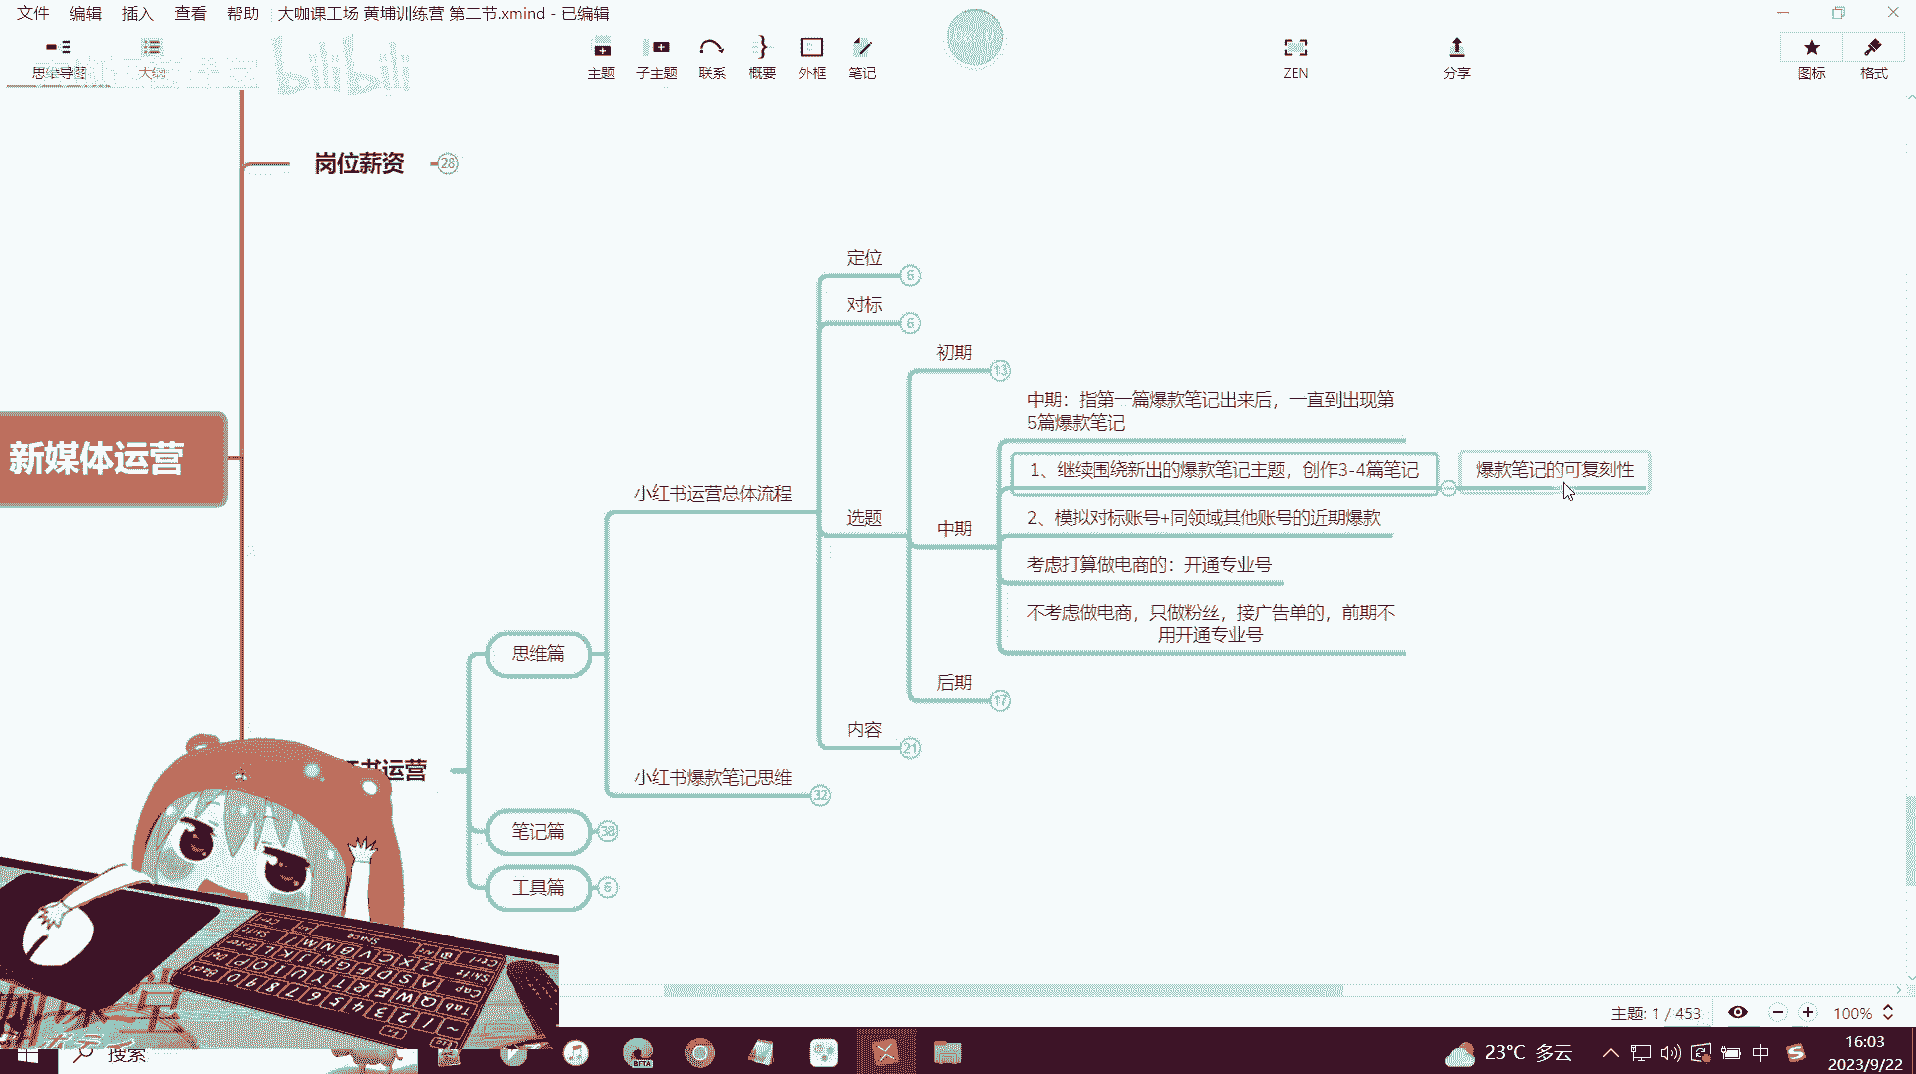 文件 编辑 插入 查看 帮助 大咖课工场 黄埔训练营 第二节.xmind - 已编辑
思维导图 大纲 bilibili 主题 子主题 联系 概要 外框 笔记 ZEN 分享 图标 格式
岗位薪资 28
定位 6
对标 6
初期 13
中期：指第一篇爆款笔记出来后，一直到出现第
5篇爆款笔记
1、继续围绕新出的爆款笔记主题，创作3-4篇笔记
爆款笔记的可复刻性
新媒体运营
小红书运营总体流程
选题
中期
2、模拟对标账号+同领域其他账号的近期爆款
考虑打算做电商的：开通专业号
不考虑做电商，只做粉丝，接广告单的，前期不
用开通专业号
思维篇
后期 17
内容 21
书运营
小红书爆款笔记思维 32
笔记篇 38
工具篇 6
主题: 1 / 453 100%
搜索
BETA
23°C 多云
中
16:03
2023/9/22